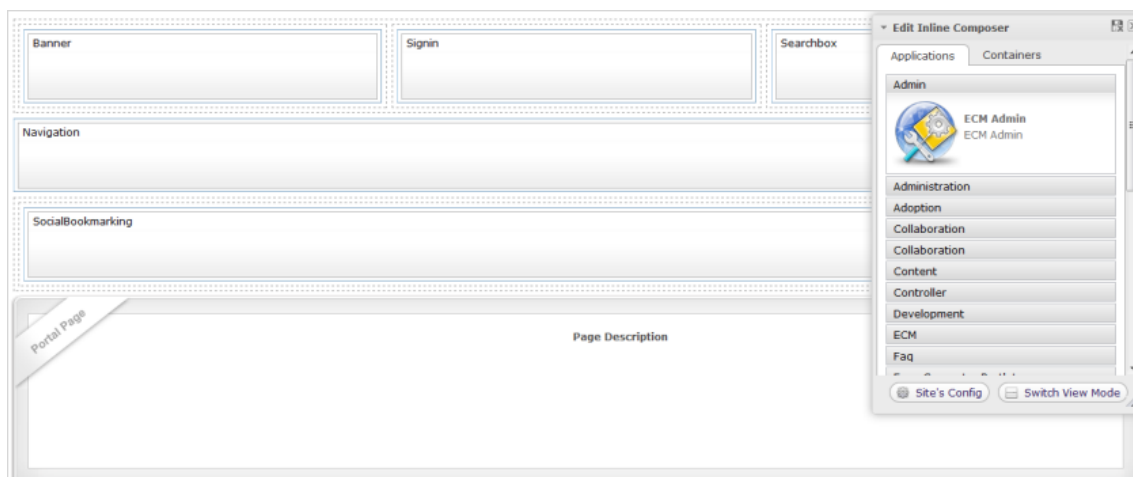 Banner
Signin
Searchbox
Navigation
SocialBookmarking
Portal Page
Page Description
Edit Inline Composer
Applications
Containers
Admin
ECM Admin
ECM Admin
Administration
Adoption
Collaboration
Collaboration
Content
Controller
Development
ECM
Faq
Site's Config
Switch View Mode